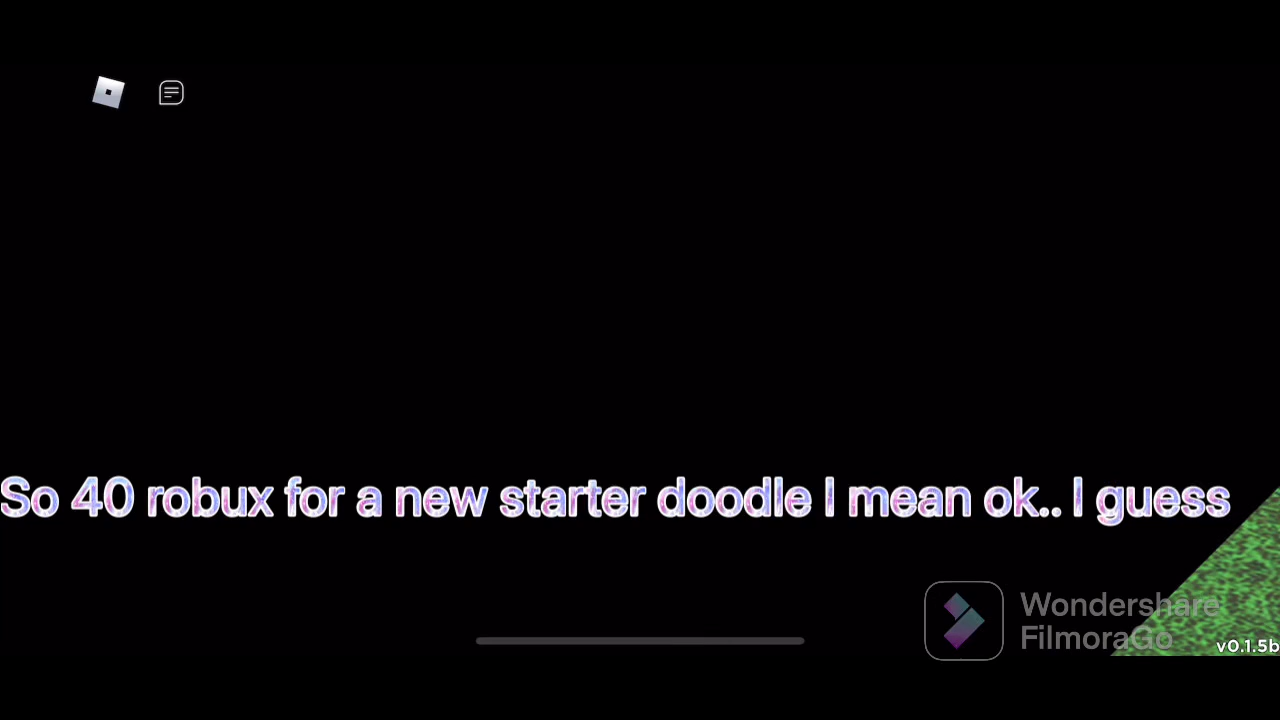 So 40 robux for a new starter doodle I mean ok.. I guess
Wondershare
FilmoraGo
v0.1.5b